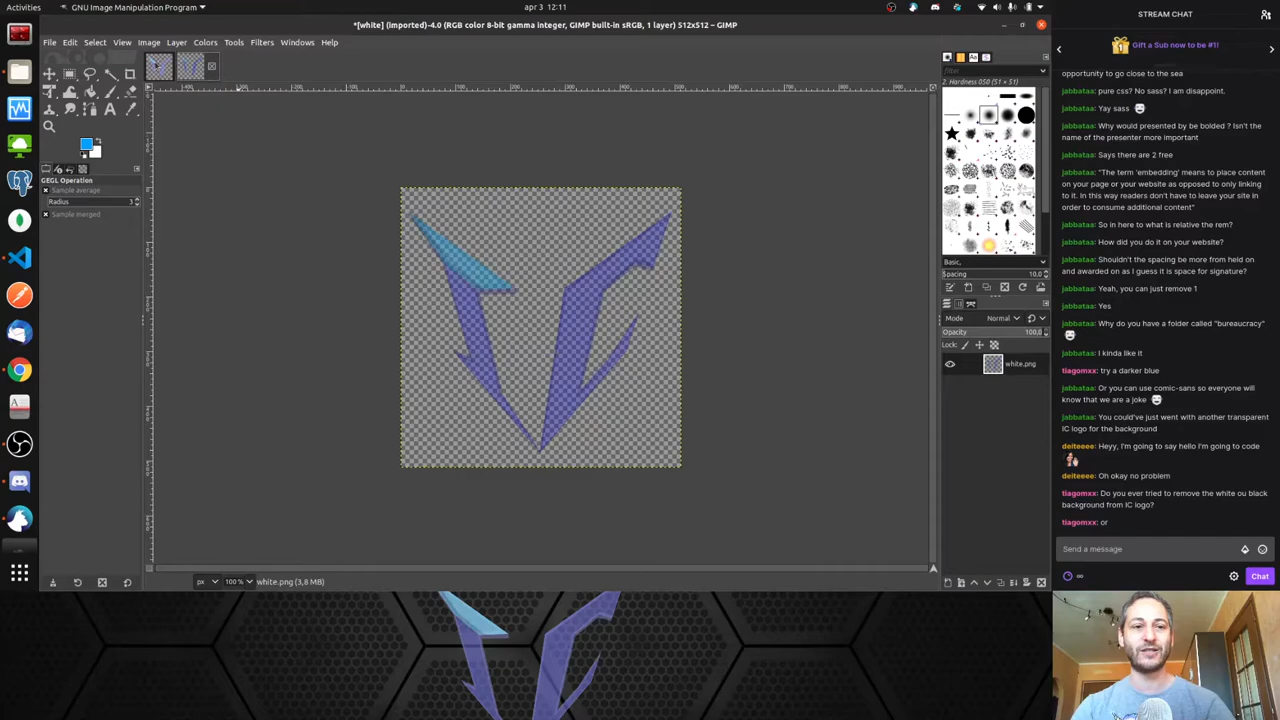 Activities
GNU Image Manipulation Program
apr 3 12:11
*[white] (imported)-4.0 (RGB color 8-bit gamma integer, GIMP built-in sRGB, 1 layer) 512x512 – GIMP
File Edit Select View Image Layer Colors Tools Filters Windows Help
GEGL Operation
Sample average
Radius 3
Sample merged
filter
2. Hardness 050 (51 × 51)
Basic,
Spacing 10,0
Mode Normal
Opacity 100,0
Lock:
white.png
px 100 % white.png (3,8 MB)
STREAM CHAT
Gift a Sub now to be #1!
opportunity to go close to the sea
jabbataa: pure css? No sass? I am disappoint.
jabbataa: Yay sass
jabbataa: Why would presented by be bolded ? Isn't the
name of the presenter more important
jabbataa: Says there are 2 free
jabbataa: "The term 'embedding' means to place content
on your page or your website as opposed to only linking
to it. In this way readers don't have to leave your site in
order to consume additional content"
jabbataa: So in here to what is relative the rem?
jabbataa: How did you do it on your website?
jabbataa: Shouldn't the spacing be more from held on
and awarded on as I guess it is space for signature?
jabbataa: Yeah, you can just remove 1
jabbataa: Yes
jabbataa: Why do you have a folder called "bureaucracy"
jabbataa: I kinda like it
tiagomxx: try a darker blue
jabbataa: Or you can use comic-sans so everyone will
know that we are a joke
jabbataa: You could've just went with another transparent
IC logo for the background
deiteeee: Heyy, I'm going to say hello I'm going to code
deiteeee: Oh okay no problem
tiagomxx: Do you ever tried to remove the white ou black
background from IC logo?
tiagomxx: or
Send a message
Chat